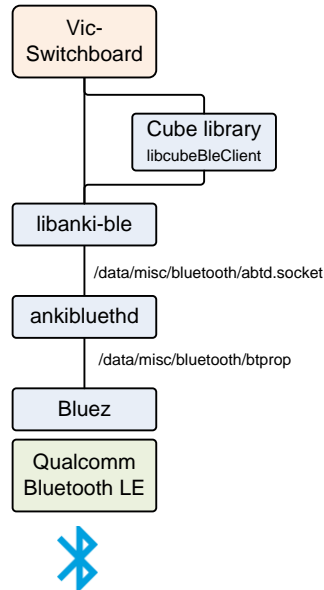 Vic-
Switchboard
Cube library
libcubeBleClient
libanki-ble
/data/misc/bluetooth/abtd.socket
ankibluethd
/data/misc/bluetooth/btprop
Bluez
Qualcomm
Bluetooth LE